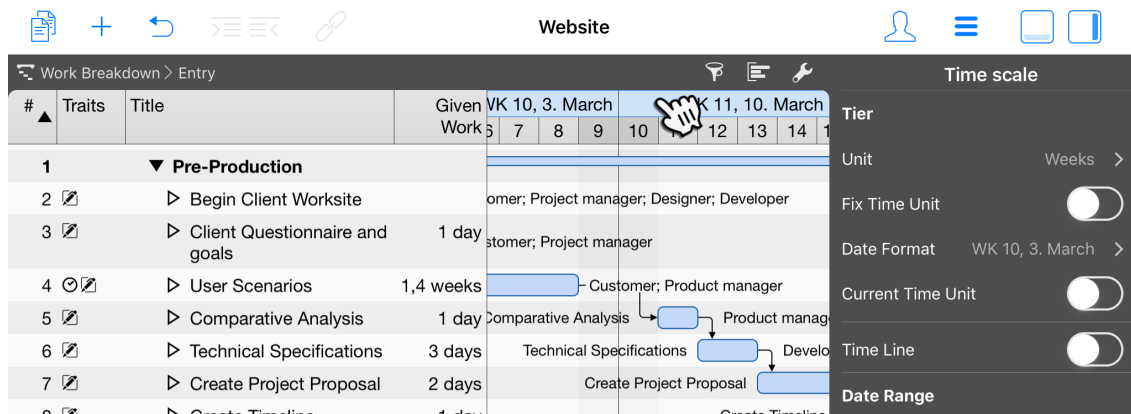 Website
Work Breakdown > Entry
Time scale
# Traits Title Given Work
WK 10, 3. March
11, 10. March
7 8 9 10 12 13 14
Tier
1 Pre-Production
Unit Weeks
2 Begin Client Worksite
omer; Project manager; Designer; Developer
Fix Time Unit
3 Client Questionnaire and goals 1 day
stomer; Project manager
Date Format WK 10, 3. March
4 User Scenarios 1,4 weeks
Customer; Product manager
Current Time Unit
5 Comparative Analysis 1 day
Comparative Analysis
Product manag
6 Technical Specifications 3 days
Technical Specifications
Develo
Time Line
7 Create Project Proposal 2 days
Create Project Proposal
Date Range